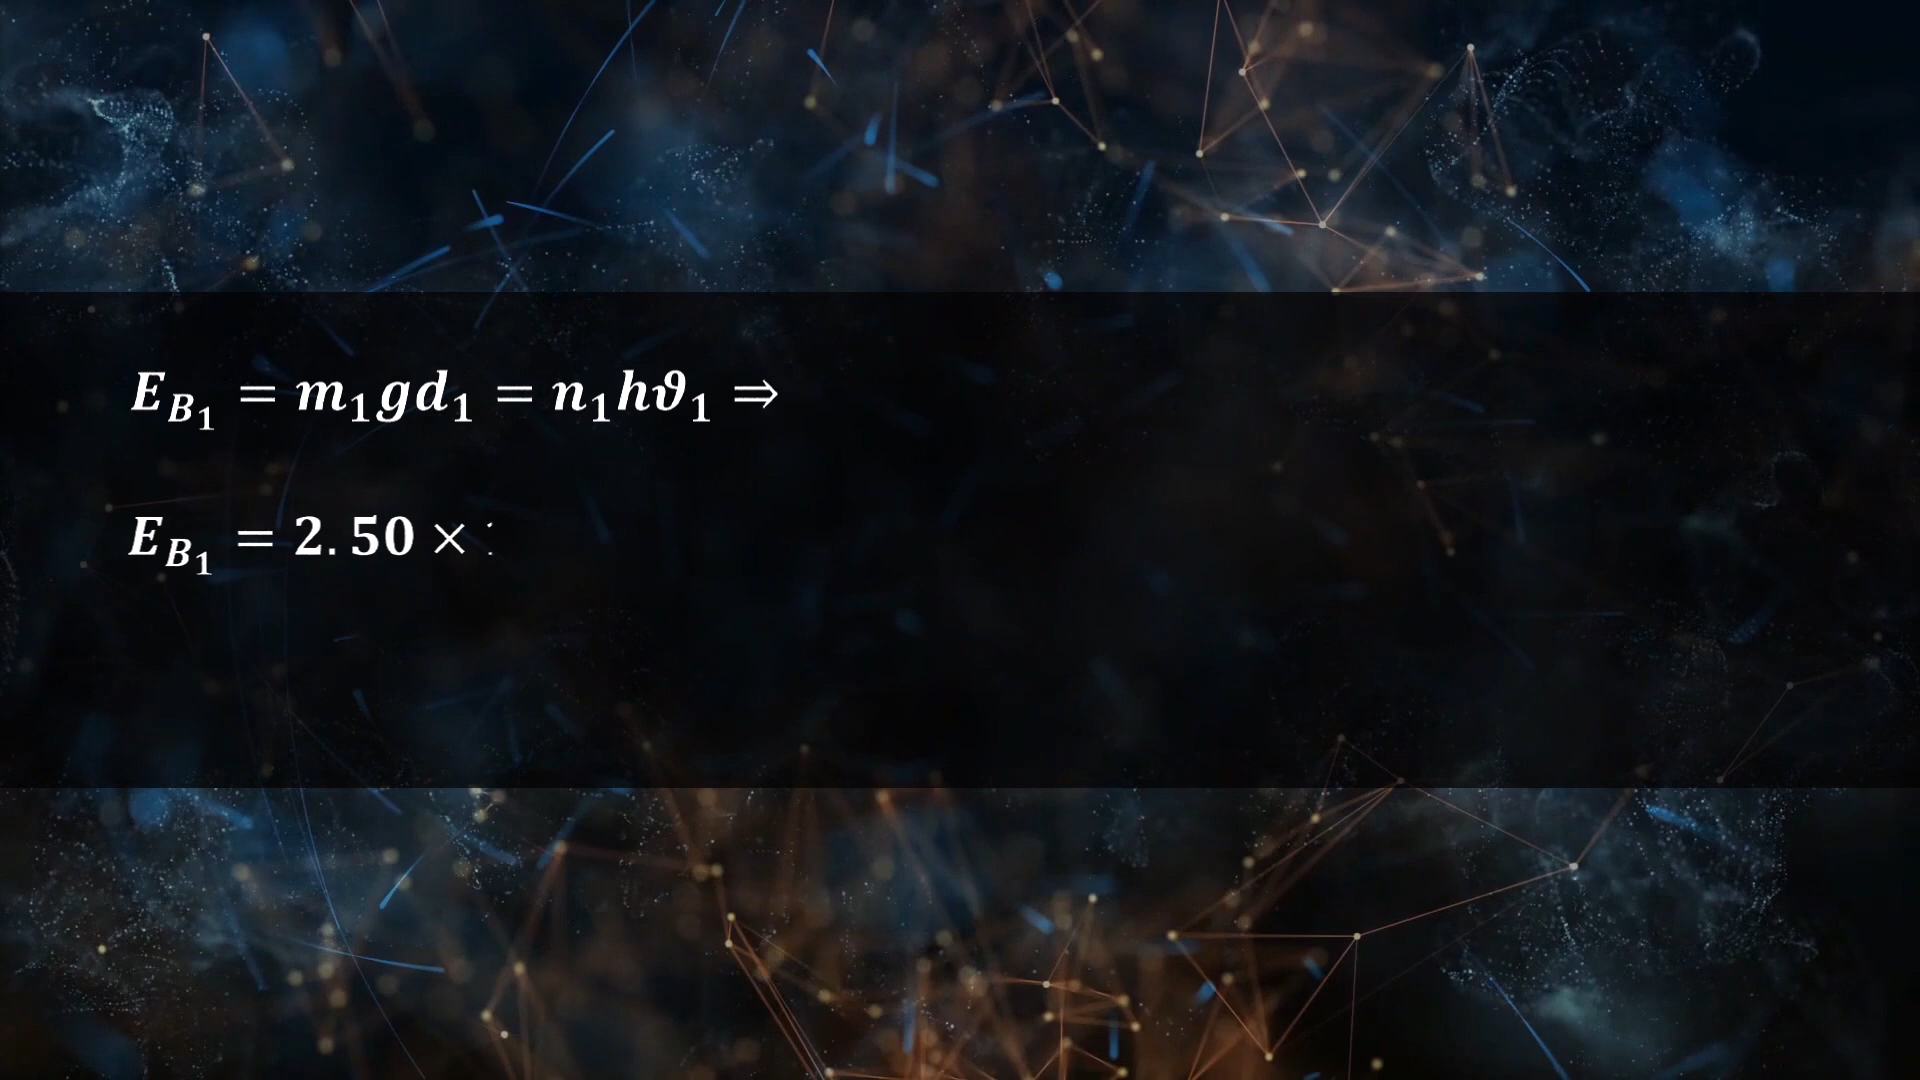 E_{B_1} = m_1gd_1 = n_1hϑ_1 ⇒
E_{B_1} = 2.50 ×